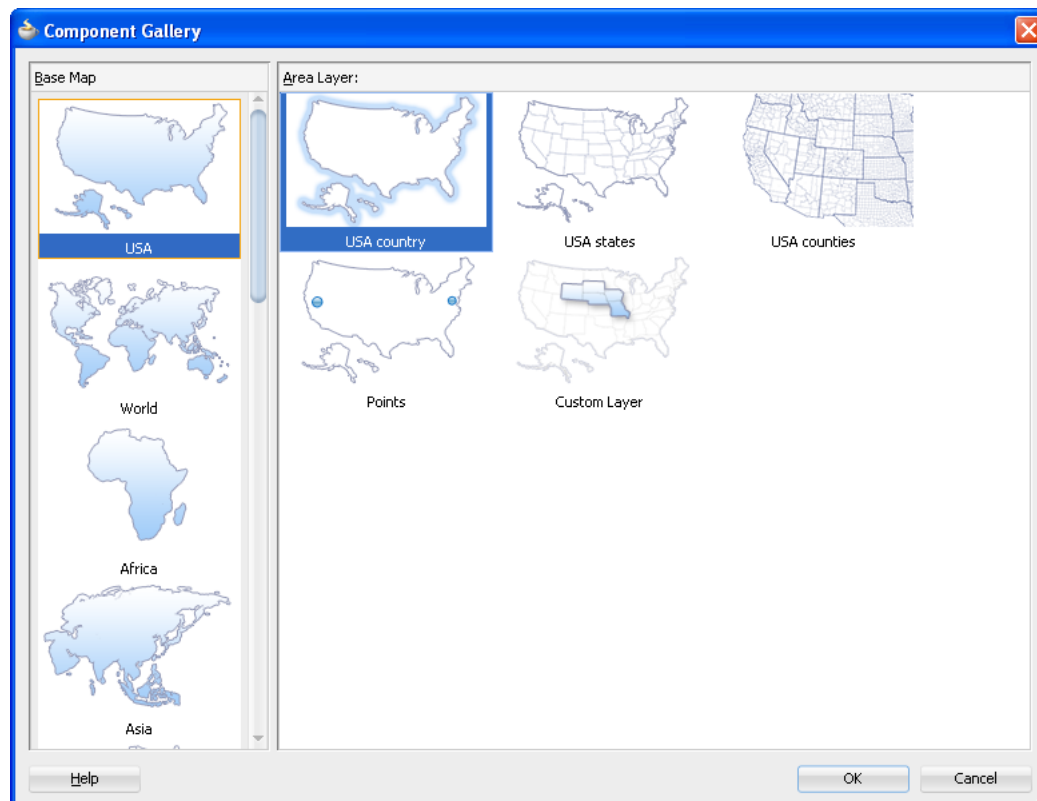 Component Gallery
Base Map
Area Layer:
USA
World
Africa
Asia
USA country
USA states
USA counties
Points
Custom Layer
Help
OK
Cancel